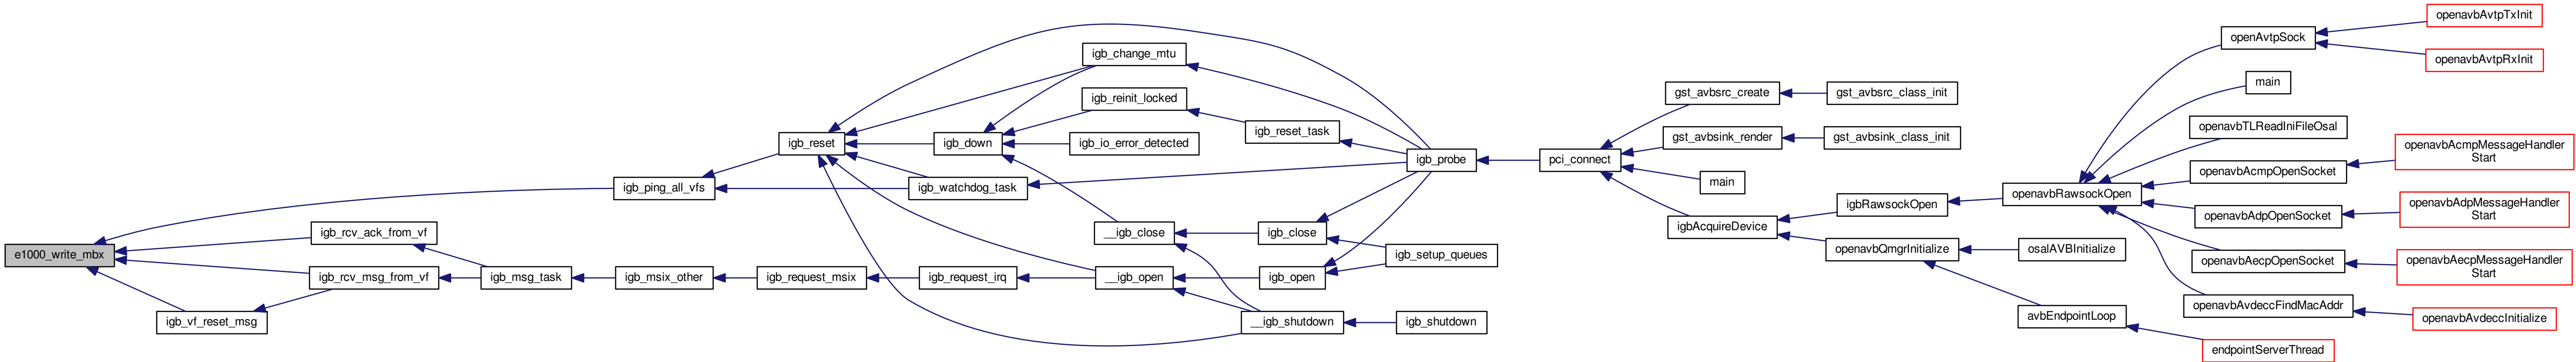 e1000_write_mbx
igb_ping_all_vfs
igb_rcv_ack_from_vf
igb_rcv_msg_from_vf
igb_vf_reset_msg
igb_msg_task
igb_msix_other
igb_request_msix
igb_reset
igb_down
igb_watchdog_task
igb_request_irq
igb_change_mtu
igb_reinit_locked
igb_io_error_detected
__igb_close
__igb_open
igb_reset_task
igb_close
igb_open
__igb_shutdown
igb_probe
igb_setup_queues
igb_shutdown
pci_connect
gst_avbsrc_create
gst_avbsink_render
main
igbAcquireDevice
gst_avbsrc_class_init
gst_avbsink_class_init
igbRawsockOpen
openavbQmgrInitialize
openavbRawsockOpen
osalAVBInitialize
avbEndpointLoop
openAvtpSock
main
openavbTLReadIniFileOsal
openavbAcmpOpenSocket
openavbAdpOpenSocket
openavbAecpOpenSocket
openavbAvdeccFindMacAddr
endpointServerThread
openavbAvtpTxInit
openavbAvtpRxInit
openavbAcmpMessageHandler
Start
openavbAdpMessageHandler
Start
openavbAecpMessageHandler
Start
openavbAvdeccInitialize